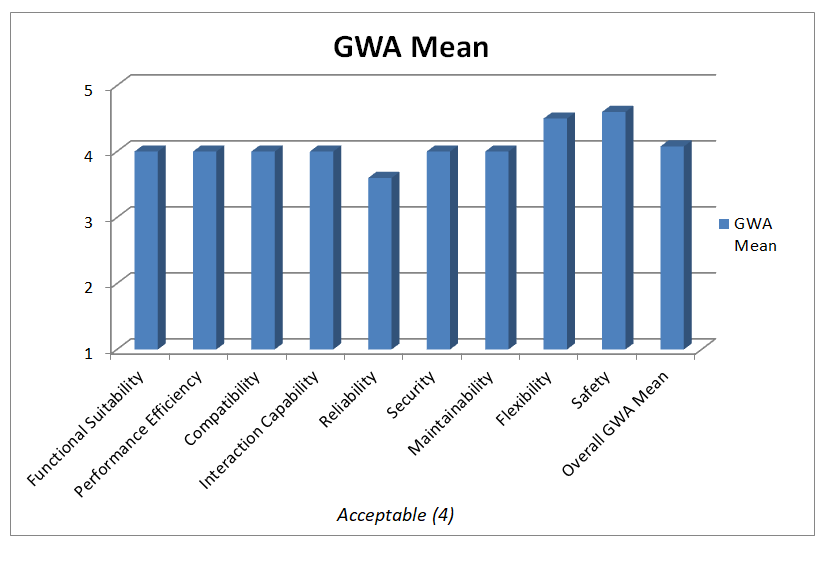 GWA Mean
5
4
3
2
1
GWA
Mean
Functional Suitability
Performance Efficiency
Compatibility
Interaction Capability
Reliability
Security
Maintainability
Flexibility
Safety
Overall GWA Mean
Acceptable (4)